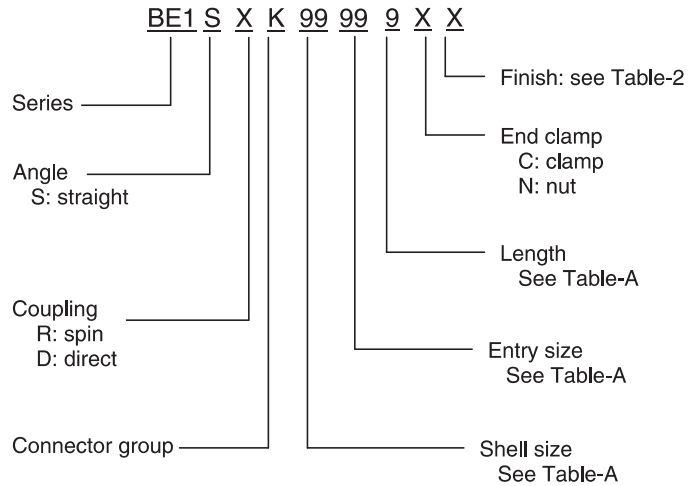 BE1 S X K 99 99 9 X X
Finish: see Table-2
Series
End clamp
C: clamp
N: nut
Angle
S: straight
Length
See Table-A
Coupling
R: spin
D: direct
Entry size
See Table-A
Connector group
Shell size
See Table-A